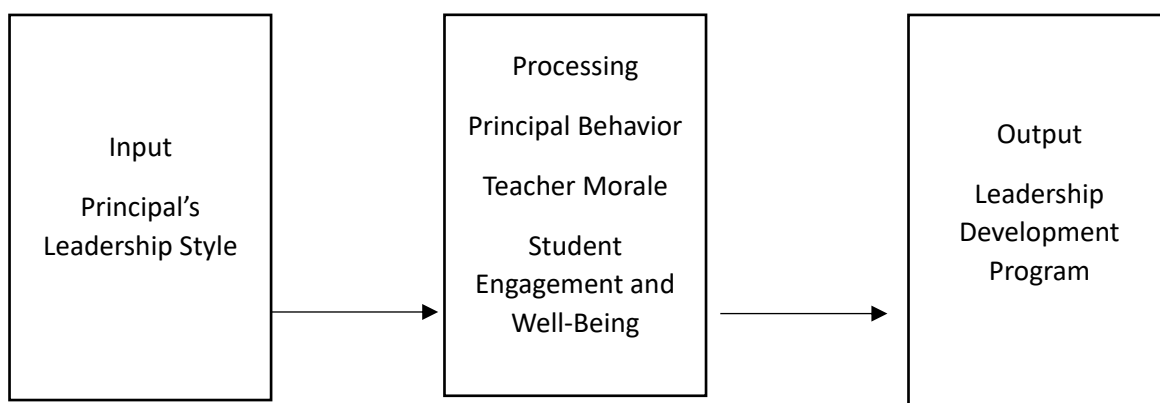 Input
Principal’s
Leadership Style
Processing
Principal Behavior
Teacher Morale
Student
Engagement and
Well-Being
Output
Leadership
Development
Program